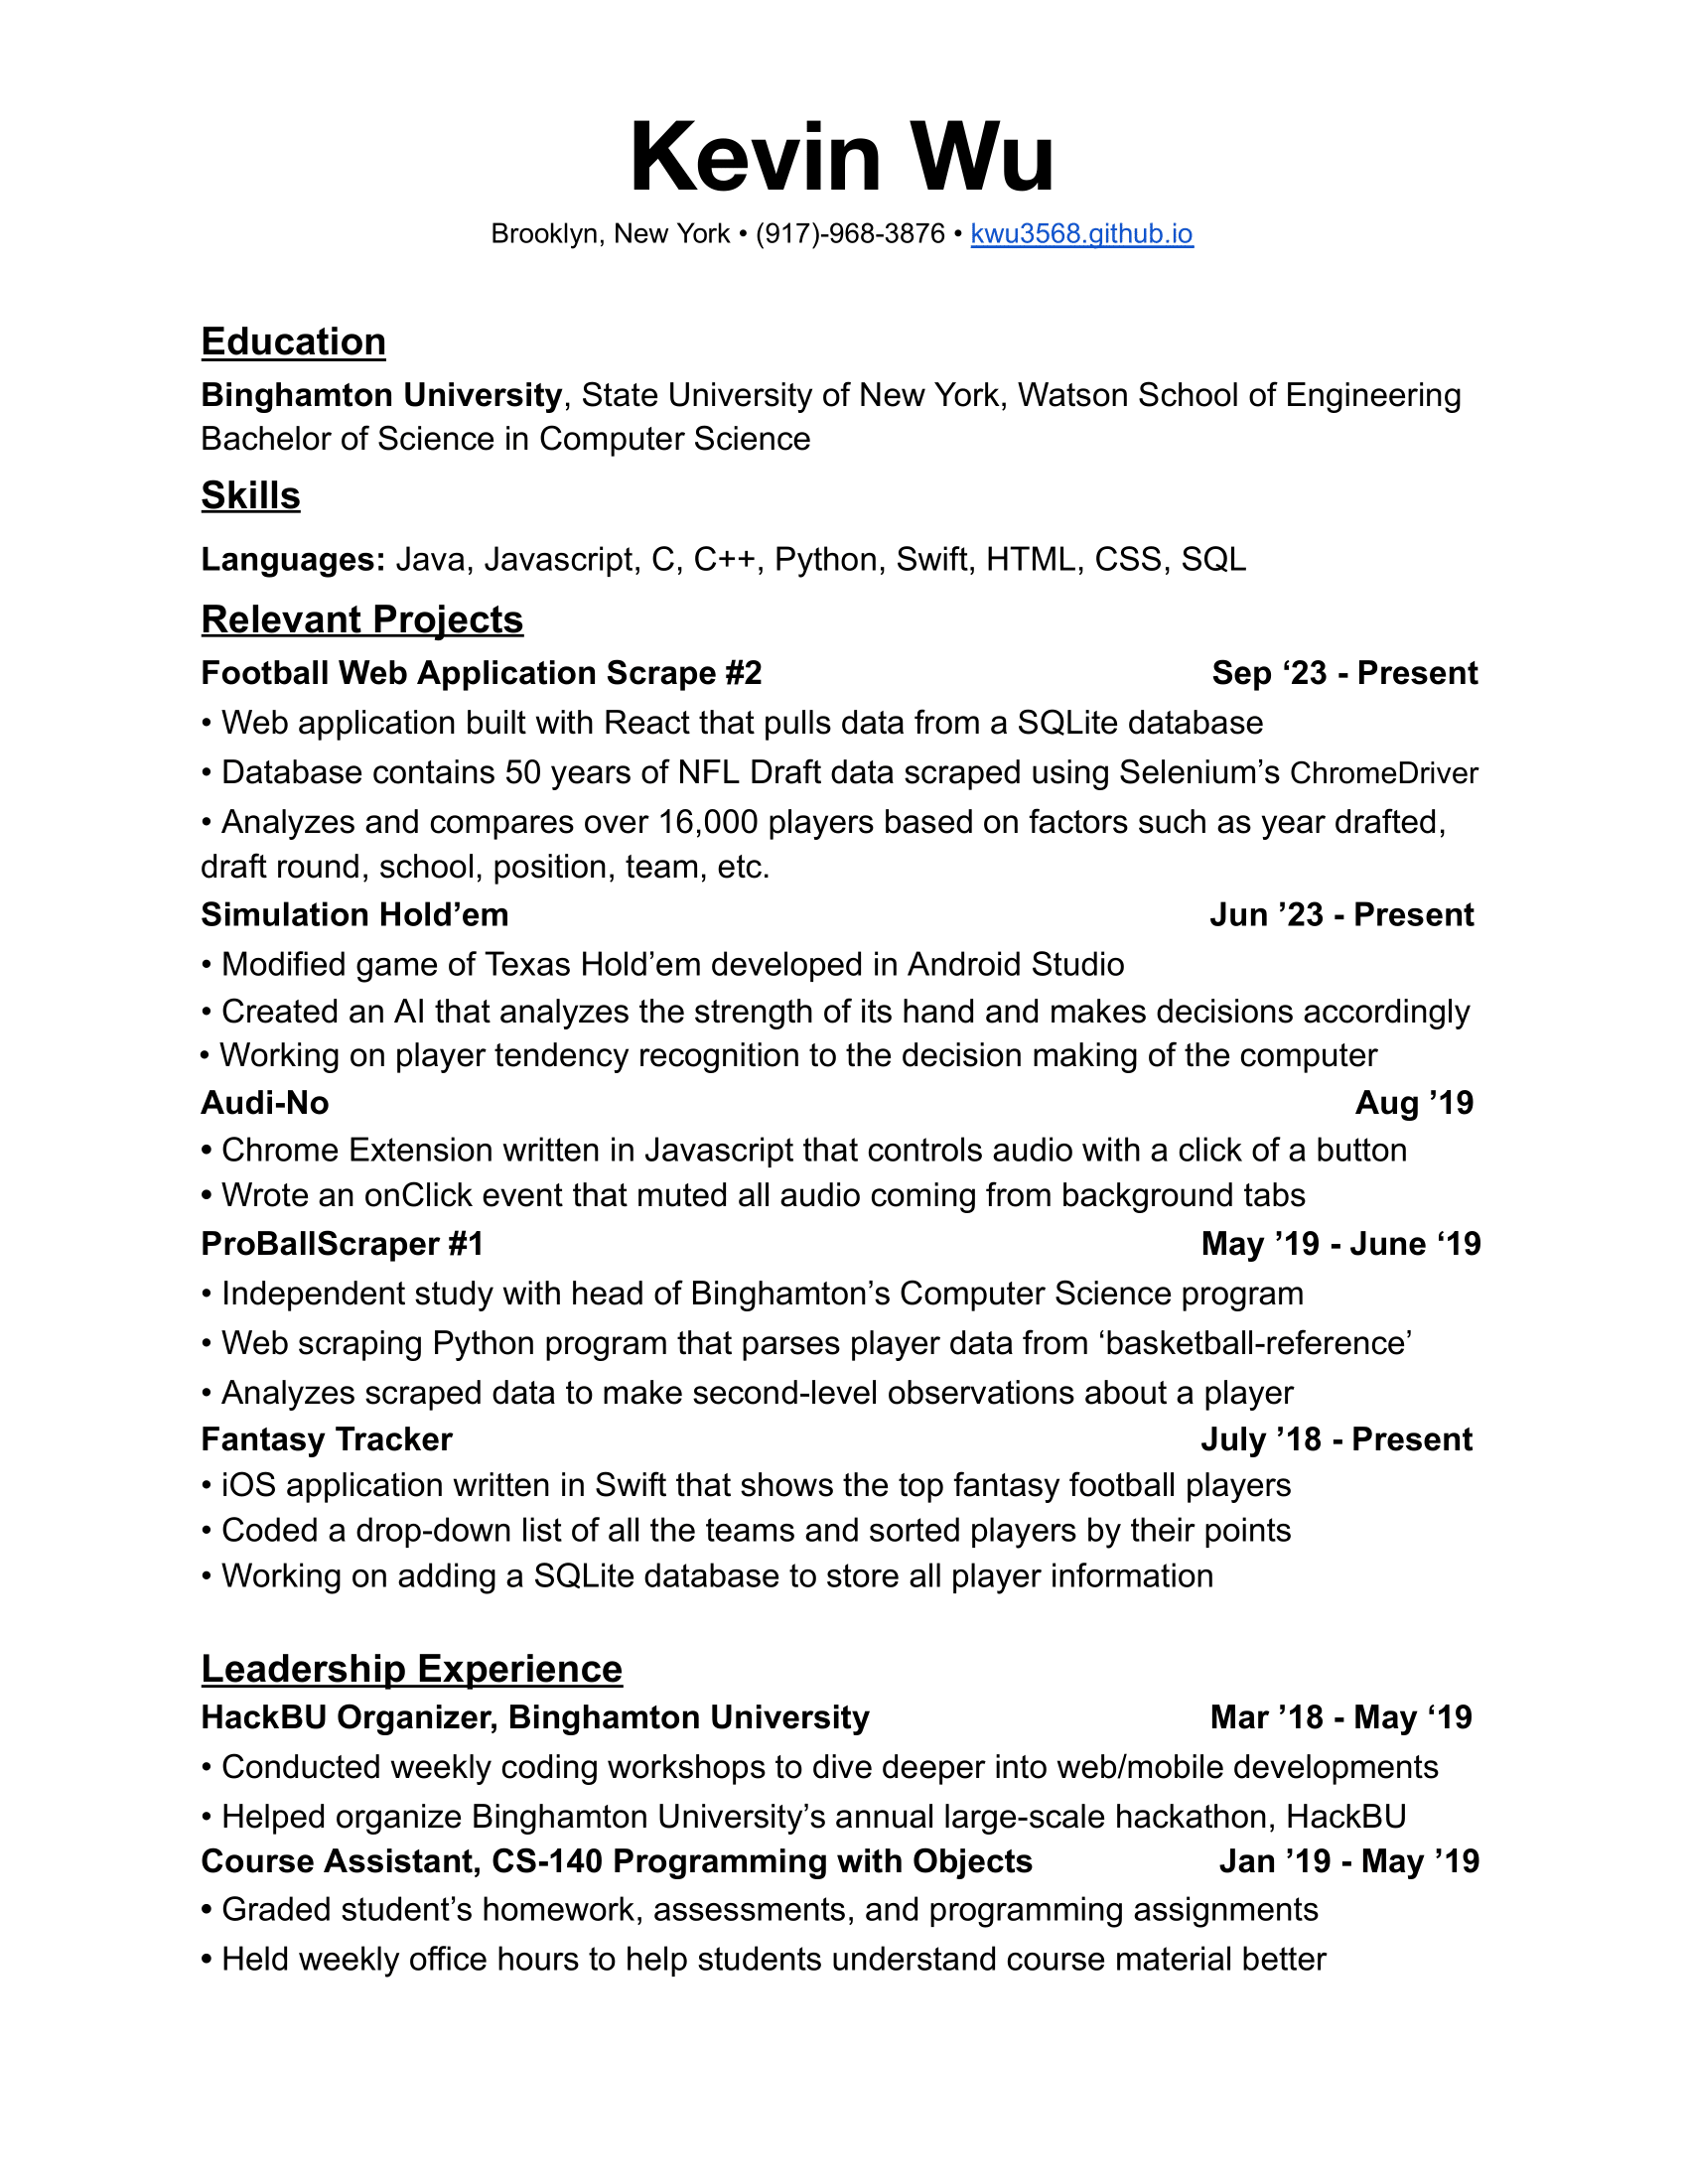 Kevin Wu
Brooklyn, New York • (917)-968-3876 • kwu3568.github.io
Education
Binghamton University, State University of New York, Watson School of Engineering
Bachelor of Science in Computer Science
Skills
Languages: Java, Javascript, C, C++, Python, Swift, HTML, CSS, SQL
Relevant Projects
Football Web Application Scrape #2 Sep ‘23 - Present
• Web application built with React that pulls data from a SQLite database
• Database contains 50 years of NFL Draft data scraped using Selenium’s ChromeDriver
• Analyzes and compares over 16,000 players based on factors such as year drafted,
draft round, school, position, team, etc.
Simulation Hold’em Jun ’23 - Present
• Modified game of Texas Hold’em developed in Android Studio
• Created an AI that analyzes the strength of its hand and makes decisions accordingly
• Working on player tendency recognition to the decision making of the computer
Audi-No Aug ’19
• Chrome Extension written in Javascript that controls audio with a click of a button
• Wrote an onClick event that muted all audio coming from background tabs
ProBallScraper #1 May ’19 - June ‘19
• Independent study with head of Binghamton’s Computer Science program
• Web scraping Python program that parses player data from ‘basketball-reference’
• Analyzes scraped data to make second-level observations about a player
Fantasy Tracker July ’18 - Present
• iOS application written in Swift that shows the top fantasy football players
• Coded a drop-down list of all the teams and sorted players by their points
• Working on adding a SQLite database to store all player information
Leadership Experience
HackBU Organizer, Binghamton University Mar ’18 - May ‘19
• Conducted weekly coding workshops to dive deeper into web/mobile developments
• Helped organize Binghamton University’s annual large-scale hackathon, HackBU
Course Assistant, CS-140 Programming with Objects Jan ’19 - May ’19
• Graded student’s homework, assessments, and programming assignments
• Held weekly office hours to help students understand course material better